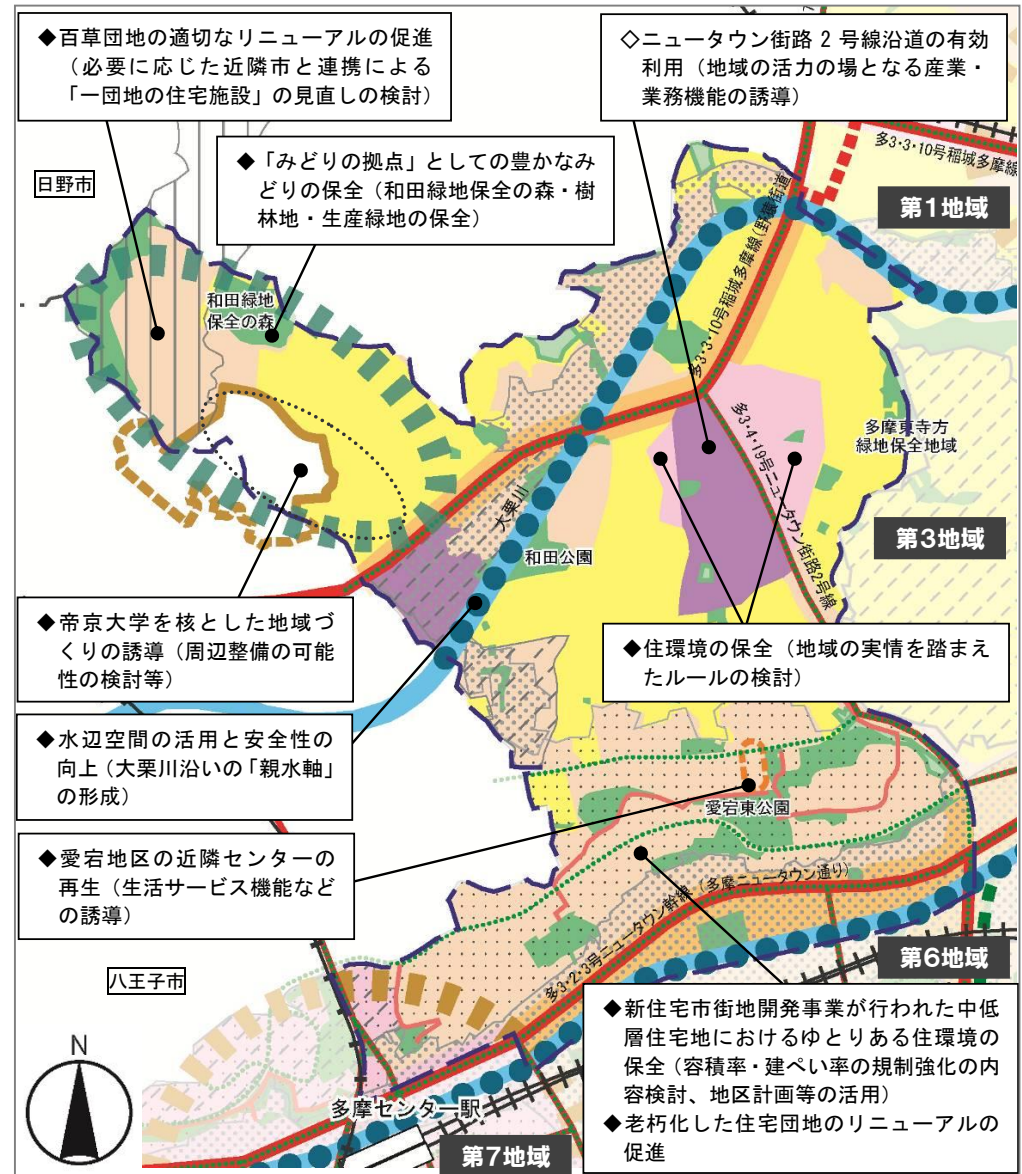 ◆百草団地の適切なリニューアルの促進
（必要に応じた近隣市と連携による
「一団地の住宅施設」の見直しの検討）
◇ニュータウン街路 2 号線沿道の有効
利用（地域の活力の場となる産業・
業務機能の誘導）
多3・3・10号稲城多摩線
◆「みどりの拠点」としての豊かなみ
どりの保全（和田緑地保全の森・樹
林地・生産緑地の保全）
日野市
第1地域
多3・3・10号稲城多摩線(野猿街道)
和田緑地
保全の森
多摩東寺方
緑地保全地域
多3・4・19号ニュータウン街路2号線
大栗川
第3地域
和田公園
◆帝京大学を核とした地域づ
くりの誘導（周辺整備の可能
性の検討等）
◆住環境の保全（地域の実情を踏まえ
たルールの検討）
◆水辺空間の活用と安全性の
向上（大栗川沿いの「親水軸」
の形成）
愛宕東公園
◆愛宕地区の近隣センターの
再生（生活サービス機能など
の誘導）
多3・2・3号ニュータウン幹線（多摩ニュータウン通り）
第6地域
八王子市
◆新住宅市街地開発事業が行われた中低
層住宅地におけるゆとりある住環境の
保全（容積率・建ぺい率の規制強化の内
容検討、地区計画等の活用）
◆老朽化した住宅団地のリニューアルの
促進
N
多摩センター駅
第7地域